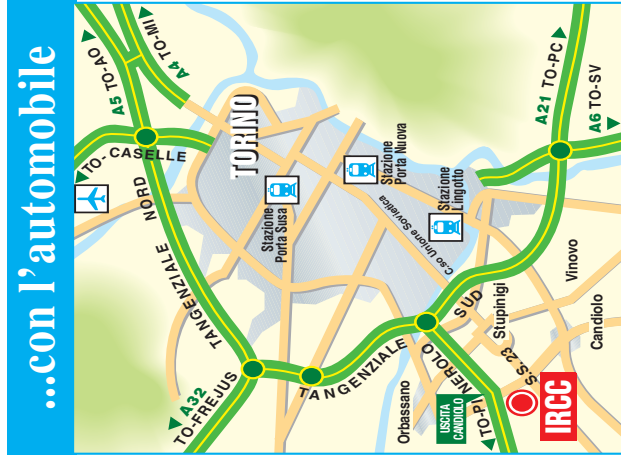 ...con l'automobile
A5 TO-AO
A4 TO-MI
TO-CASELLE
TORINO
TANGENZIALE NORD
Stazione
Porta Susa
Stazione
Porta Nuova
C.so Unione Sovietica
Stazione
Lingotto
A21 TO-PC
A6 TO-SV
A32
TO-FREJUS
TANGENZIALE SUD
Orbassano
USCITA
CANDIOLO
TO-PINEROLO
S.S. 23
Stupinigi
Vinovo
Candiolo
IRCC